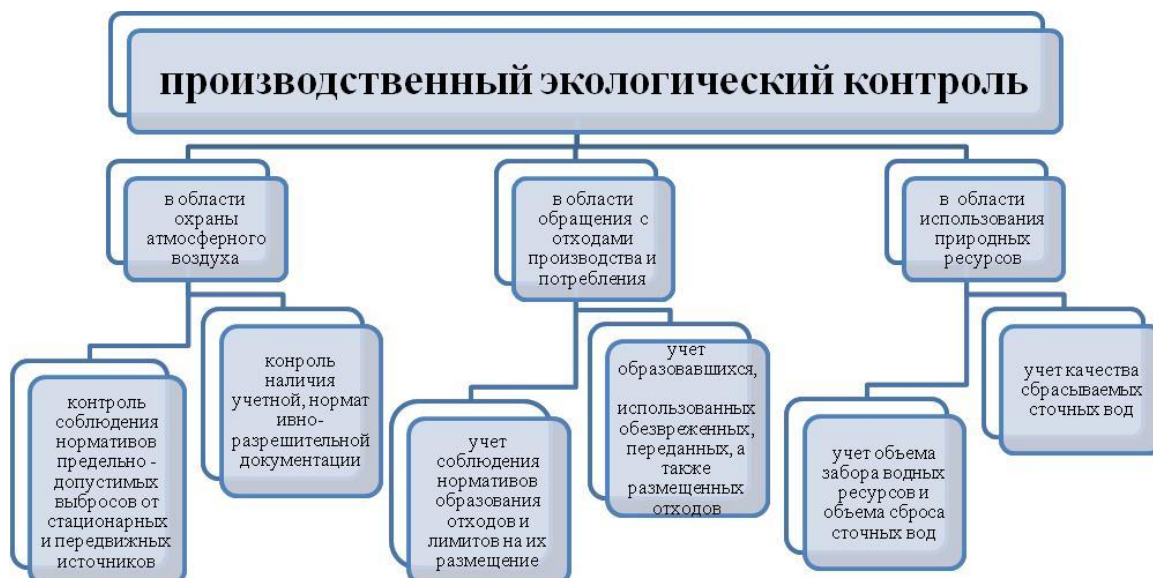 производственный экологический контроль
в области
охраны
атмосферного
воздуха
контроль
соблюдения
нормативов
предельно -
допустимых
выбросов от
стационарных
и передвижных
источников
конроль
наличия
учетной, нормат
ивно-
разрешительной
документации
в области
обращения с
отходами
производства и
потребления
учет
соблюдения
нормативов
образования
отходов и
лимитов на их
размещение
учет
образовавшихся,
использованных
обезвреженных,
переданных, а
также
размещенных
отходов
в области
использования
природных
ресурсов
учет объема
забора водных
ресурсов и
объема сброса
сточных вод
учет качества
сбрасываемых
сточных вод